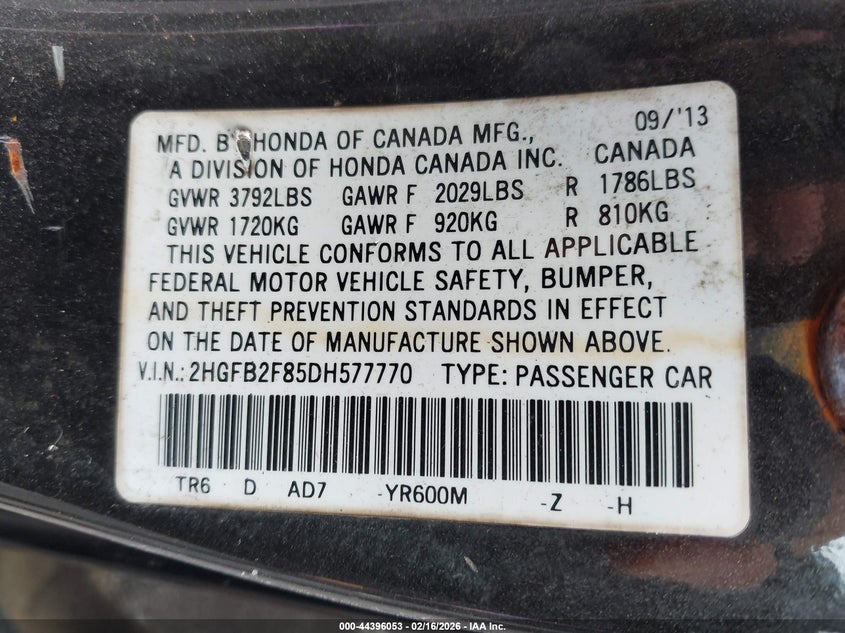 09/'13
MFD. B HONDA OF CANADA MFG.,
A DIVISION OF HONDA CANADA INC. CANADA
GVWR 3792LBS GAWR F 2029LBS R 1786LBS
GVWR 1720KG GAWR F 920KG R 810KG
THIS VEHICLE CONFORMS TO ALL APPLICABLE
FEDERAL MOTOR VEHICLE SAFETY, BUMPER,
AND THEFT PREVENTION STANDARDS IN EFFECT
ON THE DATE OF MANUFACTURE SHOWN ABOVE.
V.I.N.: 2HGFB2F85DH577770 TYPE: PASSENGER CAR
TR6 D AD7 -YR600M -Z -H
000-44396053 - 02/16/2026 - IAA Inc.